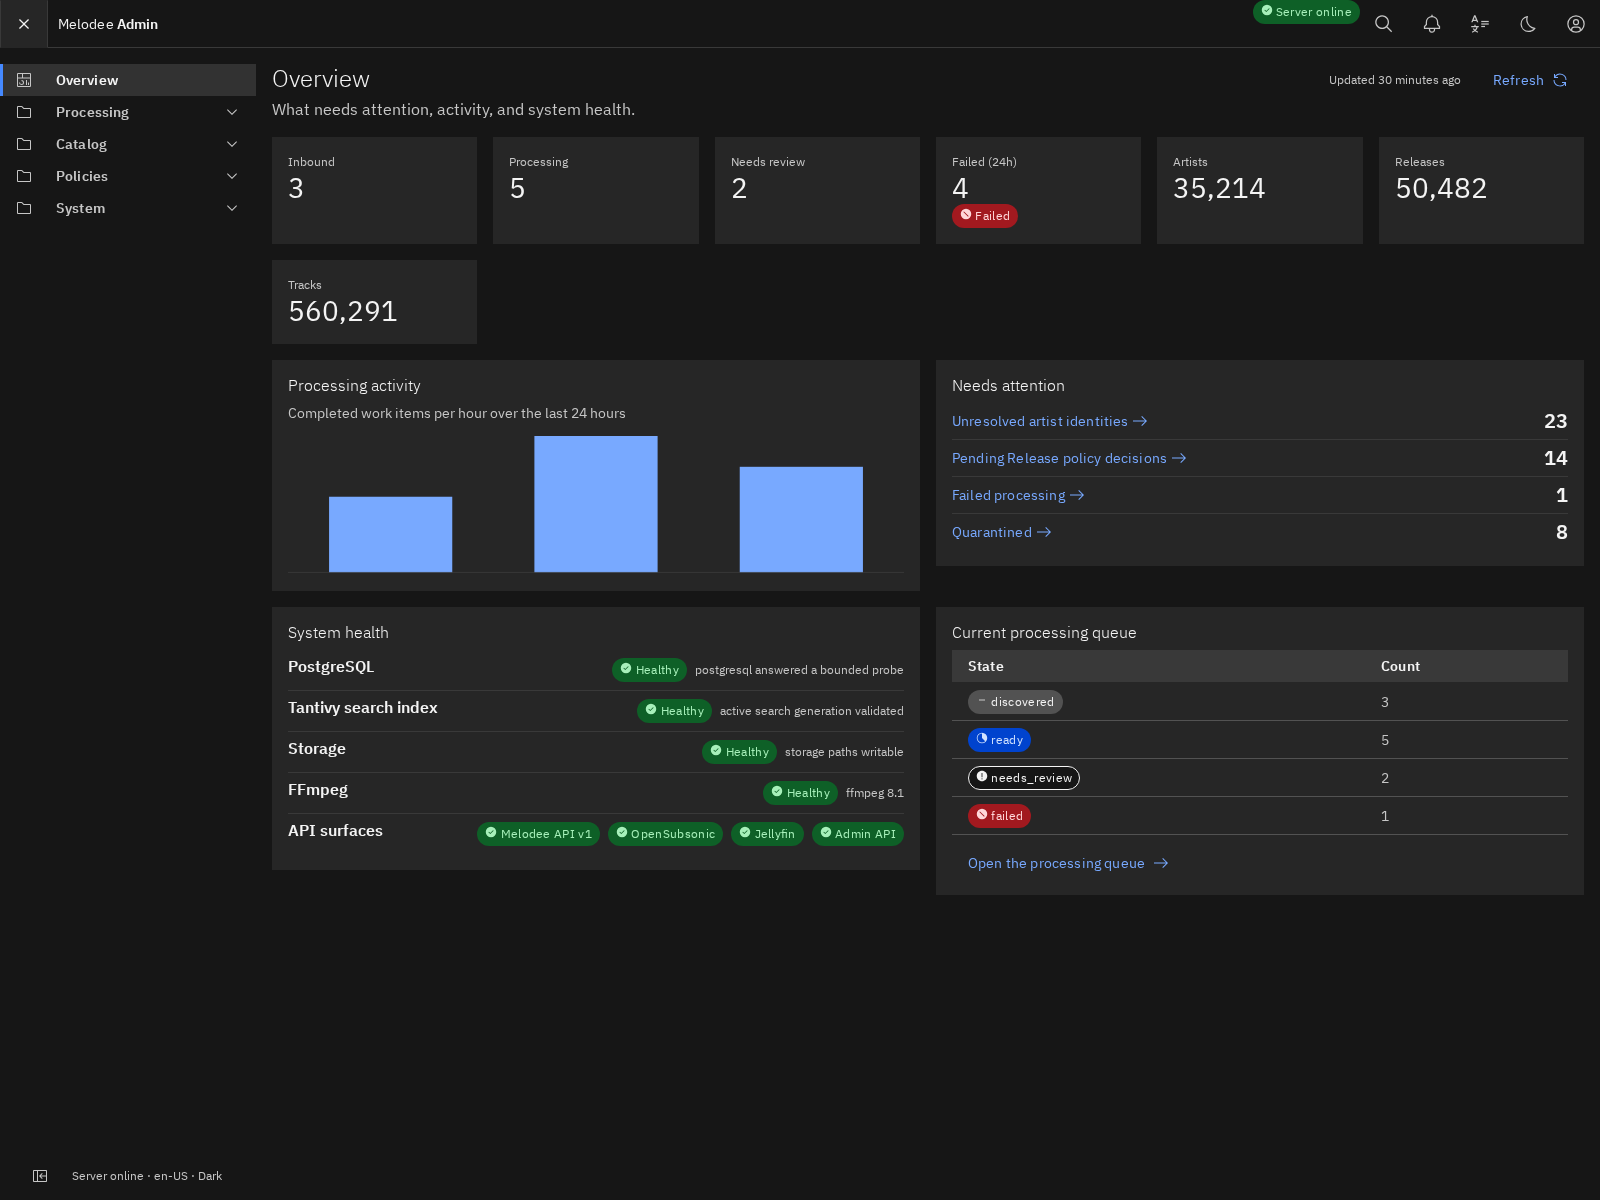 Melodee Admin
Server online
Overview
Processing
Catalog
Policies
System
Overview
Updated 30 minutes ago
Refresh
What needs attention, activity, and system health.
Inbound
3
Processing
5
Needs review
2
Failed (24h)
4
Failed
Artists
35,214
Releases
50,482
Tracks
560,291
Processing activity
Completed work items per hour over the last 24 hours
Needs attention
Unresolved artist identities 23
Pending Release policy decisions 14
Failed processing 1
Quarantined 8
System health
PostgreSQL Healthy postgresql answered a bounded probe
Tantivy search index Healthy active search generation validated
Storage Healthy storage paths writable
FFmpeg Healthy ffmpeg 8.1
API surfaces Melodee API v1 OpenSubsonic Jellyfin Admin API
Current processing queue
State Count
discovered 3
ready 5
needs_review 2
failed 1
Open the processing queue
Server online · en-US · Dark